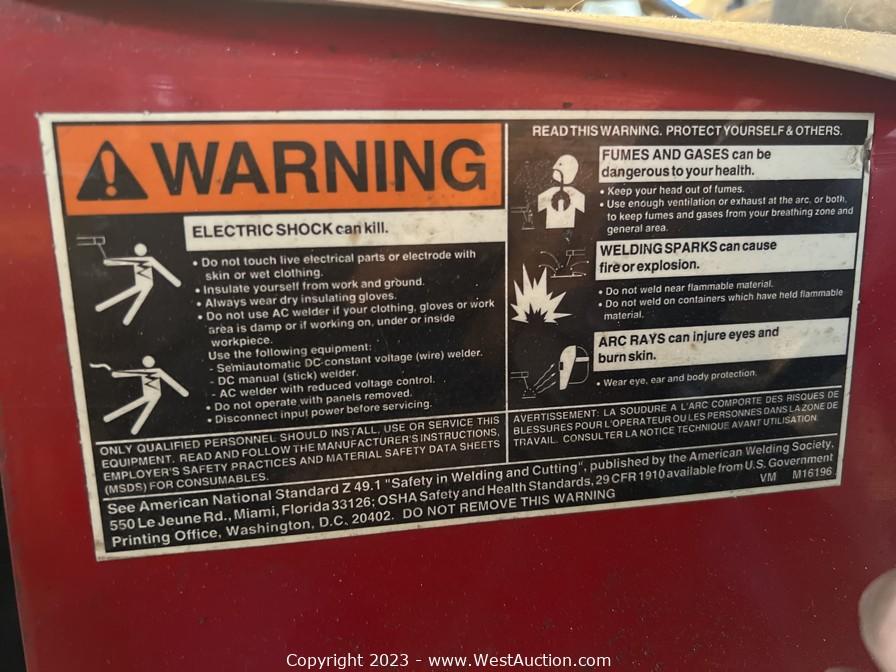 WARNING
ELECTRIC SHOCK can kill.
• Do not touch live electrical parts or electrode with
skin or wet clothing.
• Insulate yourself from work and ground.
• Always wear dry insulating gloves.
• Do not use AC welder if your clothing, gloves or work
area is damp or if working on, under or inside
workpiece.
Use the following equipment:
- Semiautomatic DC constant voltage (wire) welder.
- DC manual (stick) welder.
- AC welder with reduced voltage control.
• Do not operate with panels removed.
• Disconnect input power before servicing.
READ THIS WARNING. PROTECT YOURSELF & OTHERS.
FUMES AND GASES can be
dangerous to your health.
• Keep your head out of fumes.
• Use enough ventilation or exhaust at the arc, or both,
to keep fumes and gases from your breathing zone and
general area.
WELDING SPARKS can cause
fire or explosion.
• Do not weld near flammable material.
• Do not weld on containers which have held flammable
material.
ARC RAYS can injure eyes and
burn skin.
• Wear eye, ear and body protection.
ONLY QUALIFIED PERSONNEL SHOULD INSTALL, USE OR SERVICE THIS
EQUIPMENT. READ AND FOLLOW THE MANUFACTURER'S INSTRUCTIONS,
EMPLOYER'S SAFETY PRACTICES AND MATERIAL SAFETY DATA SHEETS
(MSDS) FOR CONSUMABLES.
AVERTISSEMENT: LA SOUDURE A L'ARC COMPORTE DES RISQUES DE
BLESSURES POUR L'OPERATEUR OU LES PERSONNES DANS LA ZONE DE
TRAVAIL. CONSULTER LA NOTICE TECHNIQUE AVANT UTILISATION.
See American National Standard Z 49.1 "Safety in Welding and Cutting", published by the American Welding Society,
550 Le Jeune Rd., Miami, Florida 33126; OSHA Safety and Health Standards, 29 CFR 1910 available from U.S. Government
Printing Office, Washington, D.C. 20402. DO NOT REMOVE THIS WARNING VM M16196
Copyright 2023 - www.WestAuction.com